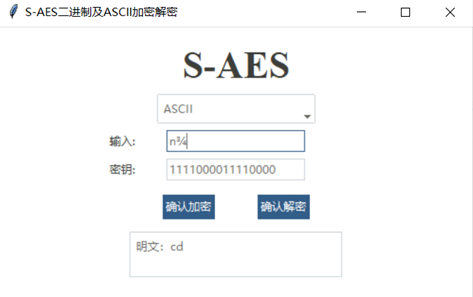 S-AES二进制及ASCII加密解密
S-AES
ASCII
输入: n¾
密钥: 1111000011110000
确认加密 确认解密
明文: cd